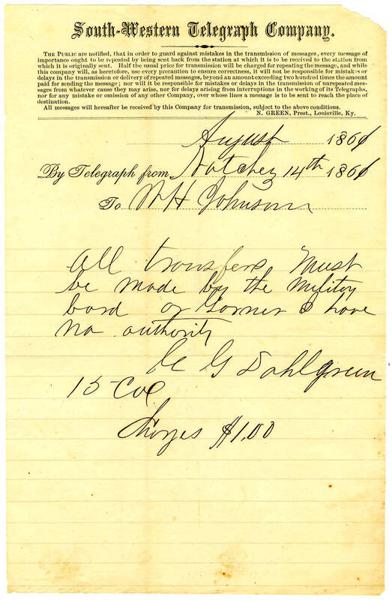 South-Western Telegraph Company.
THE PUBLIC are notified, that in order to guard against mistakes in the transmission of messages, every message of
importance ought to be repeated by being sent back from the station at which it is to be received to the station from
which it is originally sent. Half the usual price for transmission will be charged for repeating the message, and while
this company will, as heretofore, use every precaution to ensure correctness, it will not be responsible for mistakes or
delays in the transmission or delivery of repeated messages, beyond an amount exceeding two hundred times the amount
paid for sending the message; nor will it be responsible for mistakes or delays in the transmission of unrepeated mes-
sages from whatever cause they may arise, nor for delays arising from interruptions in the working of its Telegraphs,
nor for any mistake or omission of any other Company, over whose lines a message is to be sent to reach the place of
destination.
All messages will hereafter be received by this Company for transmission, subject to the above conditions.
N. GREEN, Prest., Louisville, Ky.
August 1861
By Telegraph from Natchez 14th 1861
To W H Johnson
All transfers Must
be made by the Military
bord or Gorner I have
no authority
C G Dahlgreen
15 Col
Charges $1.00